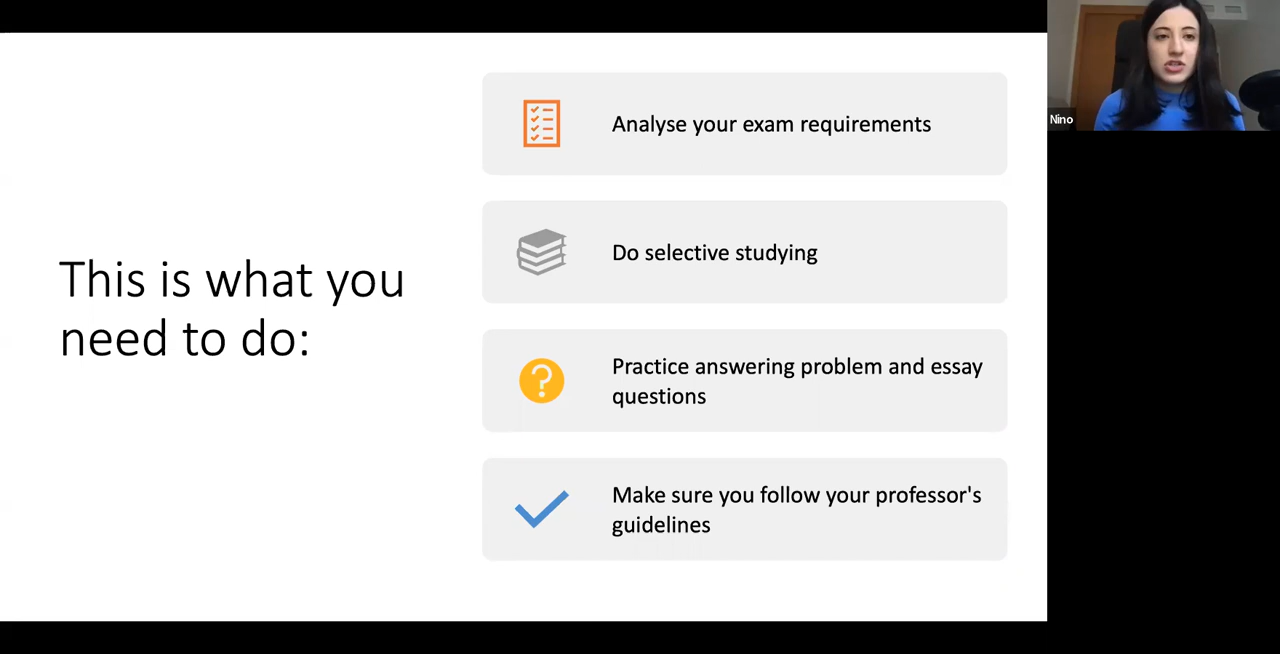 This is what you
need to do:
Analyse your exam requirements
Do selective studying
Practice answering problem and essay
questions
Make sure you follow your professor's
guidelines
Nino